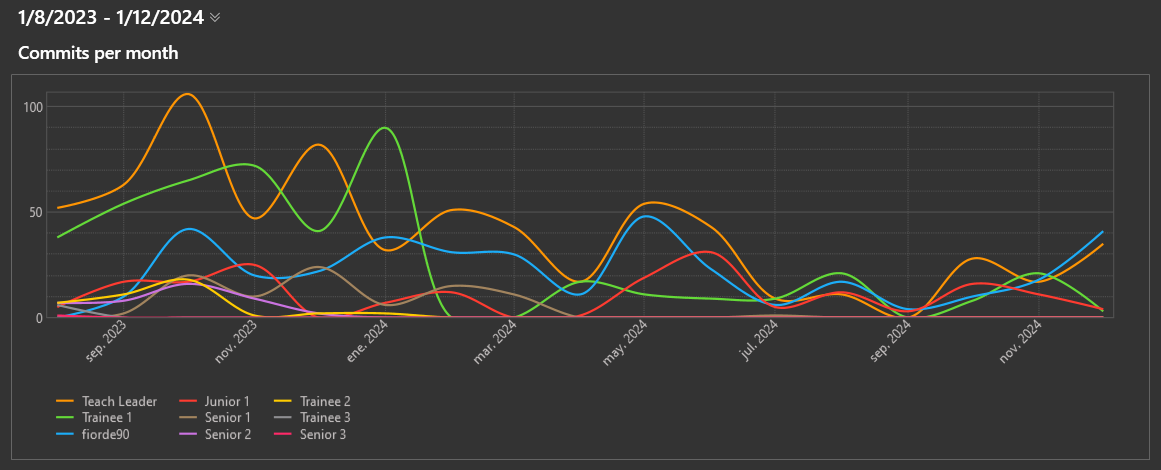 1/8/2023 - 1/12/2024
Commits per month
100
50
0
sep. 2023
nov. 2023
ene. 2024
mar. 2024
may. 2024
jul. 2024
sep. 2024
nov. 2024
Teach Leader Junior 1 Trainee 2
Trainee 1 Senior 1 Trainee 3
fiorde90 Senior 2 Senior 3